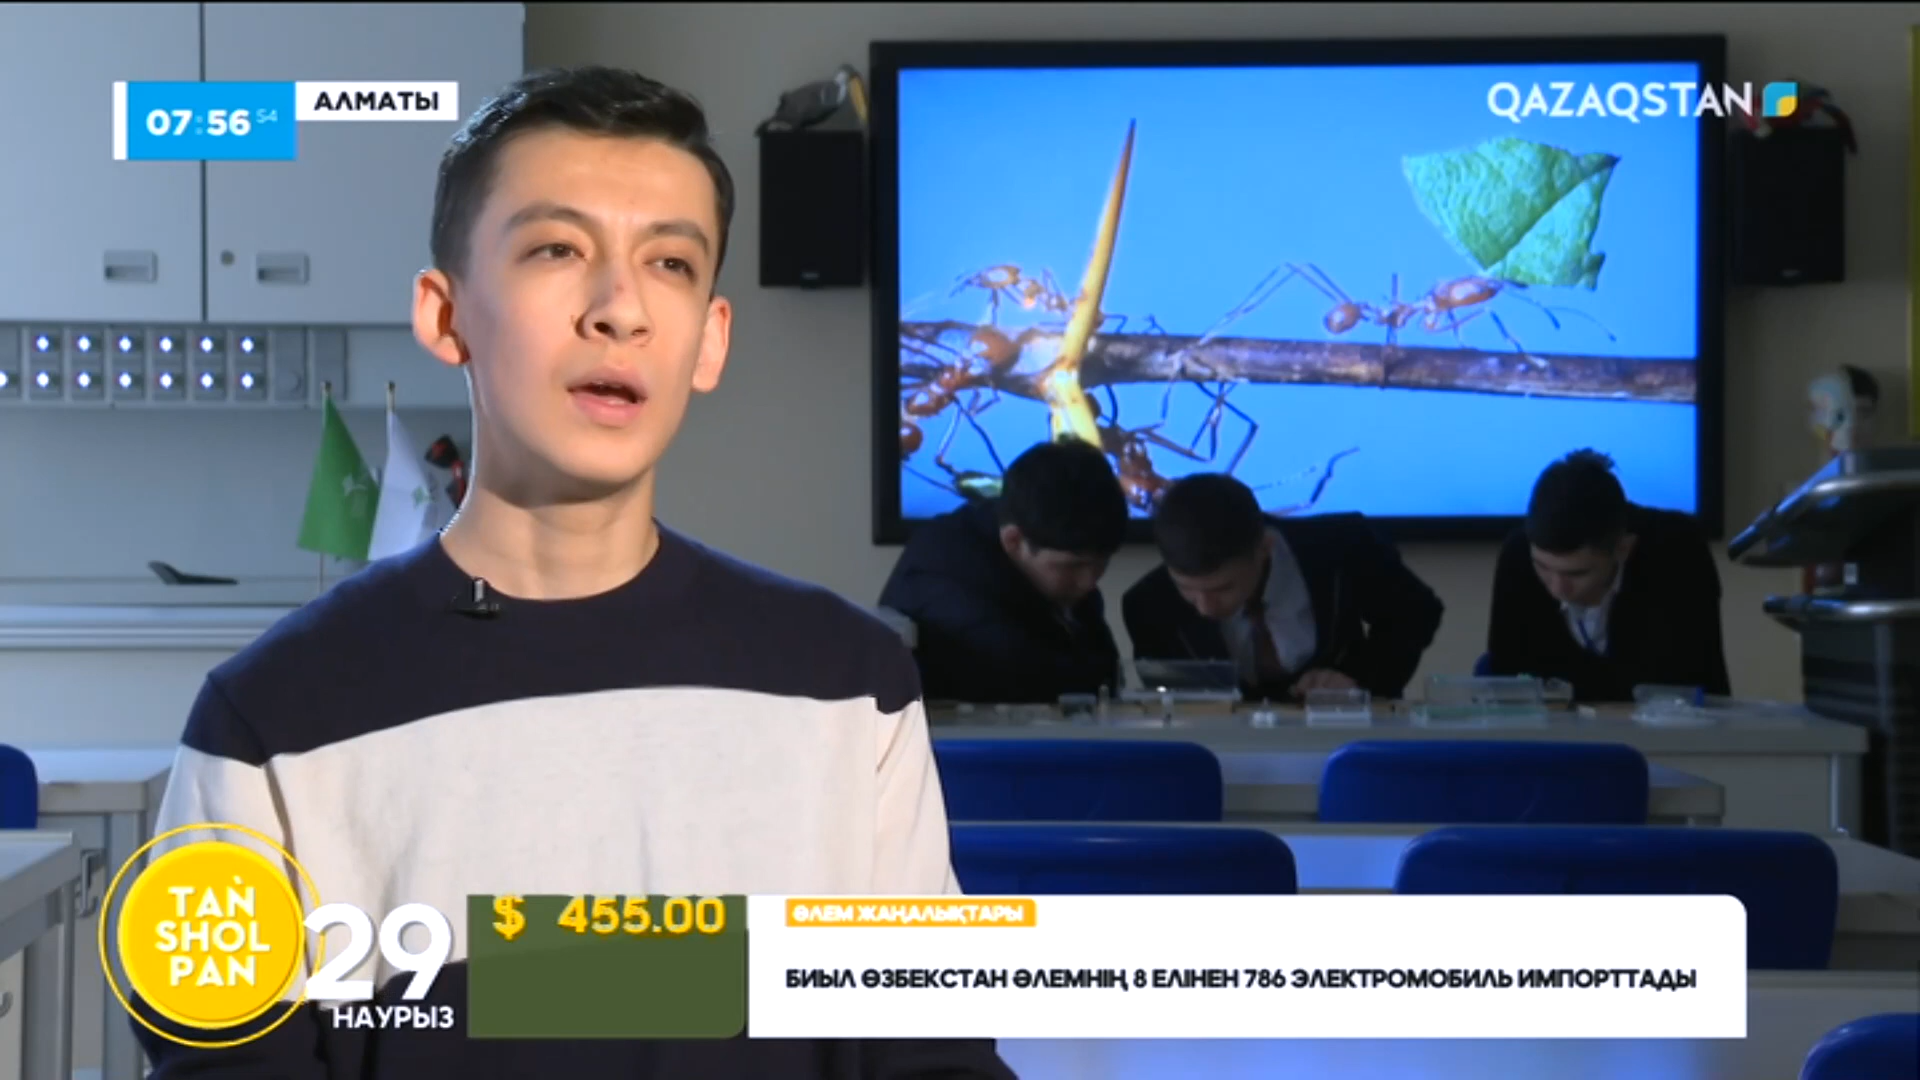 07:56 54
АЛМАТЫ
QAZAQSTAN
TAŃ
SHOL
PAN
29
НАУРЫЗ
$ 455.00
ӘЛЕМ ЖАҢАЛЫҚТАРЫ
БИЫЛ ӨЗБЕКСТАН ӘЛЕМНІҢ 8 ЕЛІНЕН 786 ЭЛЕКТРОМОБИЛЬ ИМПОРТТАДЫ